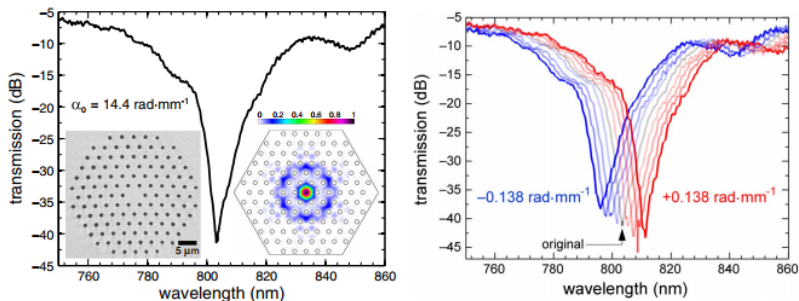 −5
−10
−15
−20
−25
−30
−35
−40
−45
transmission (dB)
α₀ = 14.4 rad·mm⁻¹
0 0.2 0.4 0.6 0.8 1
5 μm
760 780 800 820 840 860
wavelength (nm)
−5
−10
−15
−20
−25
−30
−35
−40
−45
transmission (dB)
−0.138 rad·mm⁻¹
+0.138 rad·mm⁻¹
original
760 780 800 820 840 860
wavelength (nm)